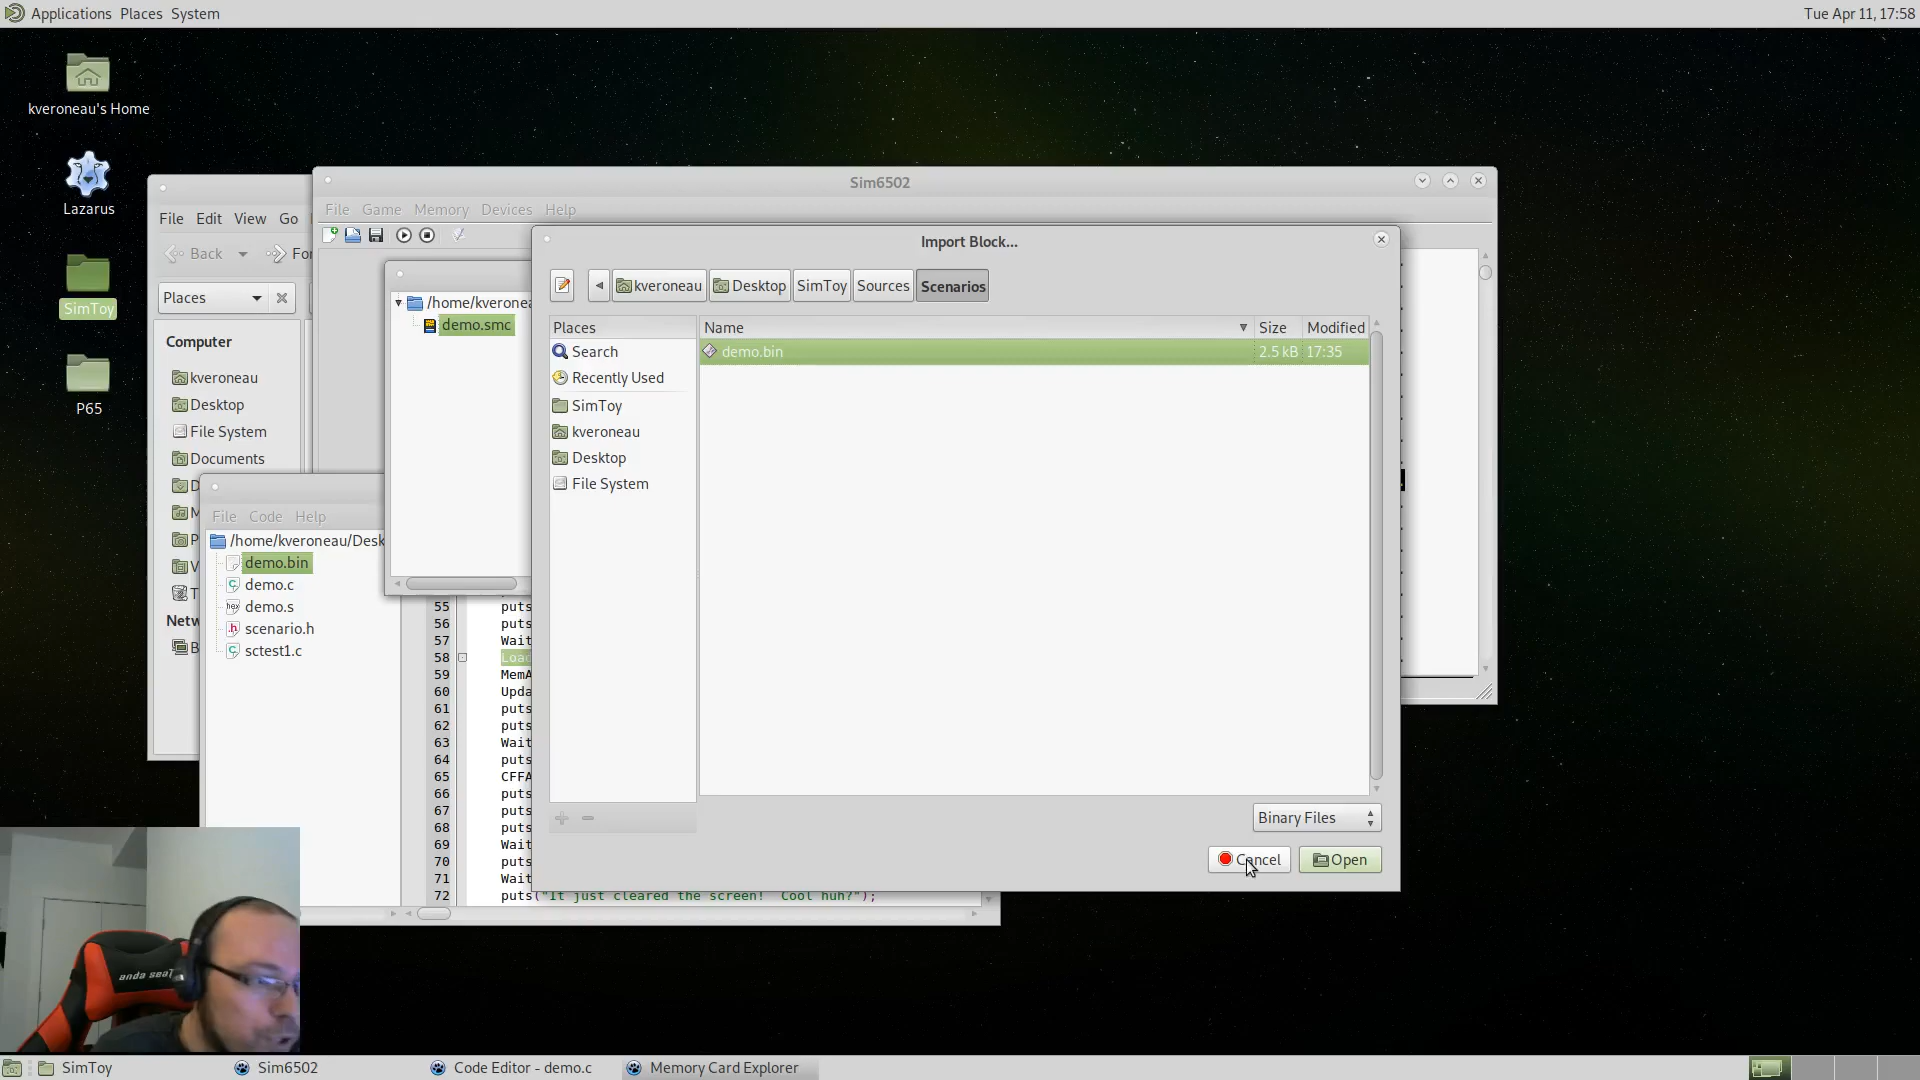 Applications Places System
Tue Apr 11, 17:58
kveroneau's Home
Lazarus
SimToy
P65
File Edit View Go
Back
Places
Computer
kveroneau
Desktop
File System
Documents
Sim6502
File Game Memory Devices Help
demo.smc
File Code Help
/home/kveroneau/Desk
demo.bin
demo.c
demo.s
scenario.h
sctest1.c
55 puts
56 puts
57 Wait
58 Loa
59 MemA
60 Upda
61 puts
62 puts
63 Wait
64 puts
65 CFFA
66 puts
67 puts
68 puts
69 Wait
70 puts
71 Wait
72 puts("It just cleared the screen!  Cool huh?");
Import Block...
kveroneau Desktop SimToy Sources Scenarios
Places
Search
Recently Used
SimToy
kveroneau
Desktop
File System
Name Size Modified
demo.bin 2.5 kB 17:35
Binary Files
Cancel Open
anda seaT
SimToy Sim6502 Code Editor - demo.c Memory Card Explorer